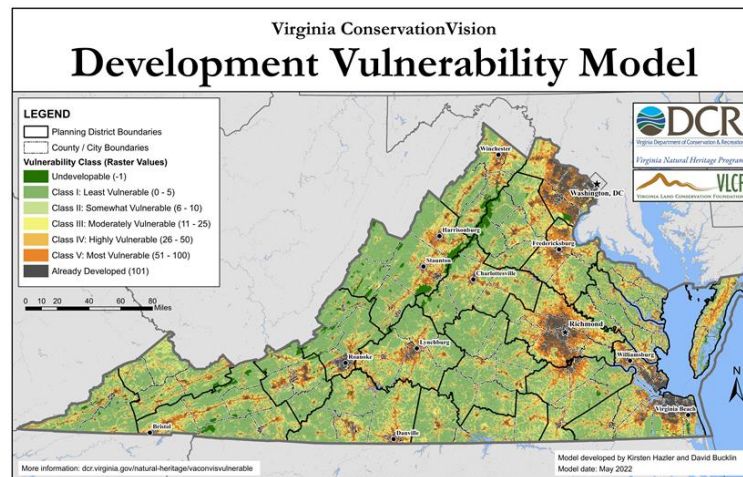 Virginia ConservationVision
Development Vulnerability Model
LEGEND
Planning District Boundaries
County / City Boundaries
Vulnerability Class (Raster Values)
Undevelopable (-1)
Class I: Least Vulnerable (0 - 5)
Class II: Somewhat Vulnerable (6 - 10)
Class III: Moderately Vulnerable (11 - 25)
Class IV: Highly Vulnerable (26 - 50)
Class V: Most Vulnerable (51 - 100)
Already Developed (101)
0 10 20 40 60 80
Miles
DCR
Virginia Department of Conservation & Recreation
Virginia Natural Heritage Program
VLCF
VIRGINIA LAND CONSERVATION FOUNDATION
Winchester
Washington, DC
Harrisonburg
Fredericksburg
Staunton
Charlottesville
Richmond
Lynchburg
Roanoke
Williamsburg
N
Virginia Beach
Bristol
Danville
More information: dcr.virginia.gov/natural-heritage/vaconvisvulnerable
Model developed by Kirsten Hazler and David Bucklin
Model date: May 2022